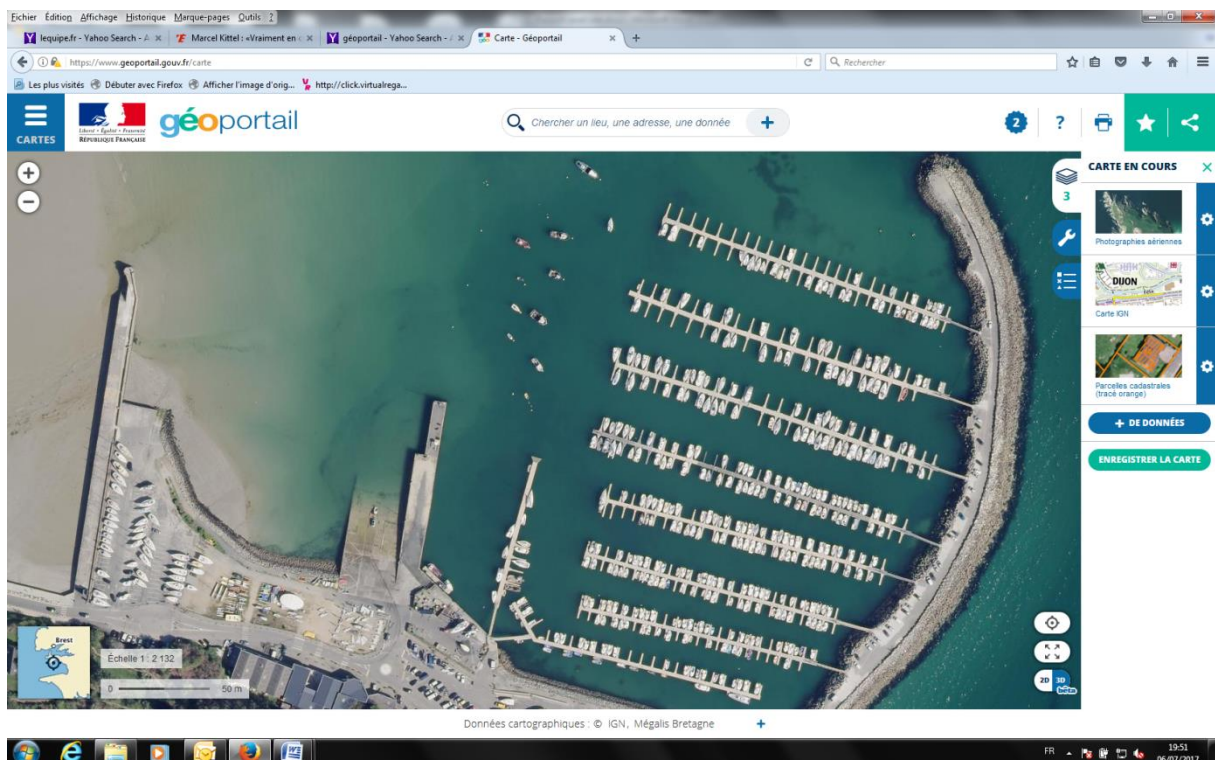 Fichier Édition Affichage Historique Marque-pages Outils ?
lequipe.fr - Yahoo Search - A
Marcel Kittel : «Vraiment en c
géoportail - Yahoo Search - A
Carte - Géoportail
https://www.geoportail.gouv.fr/carte
Rechercher
Les plus visités Débuter avec Firefox Afficher l'image d'orig... http://click.virtualrega...
CARTES
Liberté • Égalité • Fraternité
RÉPUBLIQUE FRANÇAISE
géoportail
Chercher un lieu, une adresse, une donnée
2
?
CARTE EN COURS
3
Photographies aériennes
DIJON
Carte IGN
Parcelles cadastrales
(tracé orange)
+ DE DONNÉES
ENREGISTRER LA CARTE
Brest
Échelle 1 : 2 132
0 50 m
2D 3D
bêta
Données cartographiques : © IGN, Mégalis Bretagne +
FR
19:51
06/07/2017